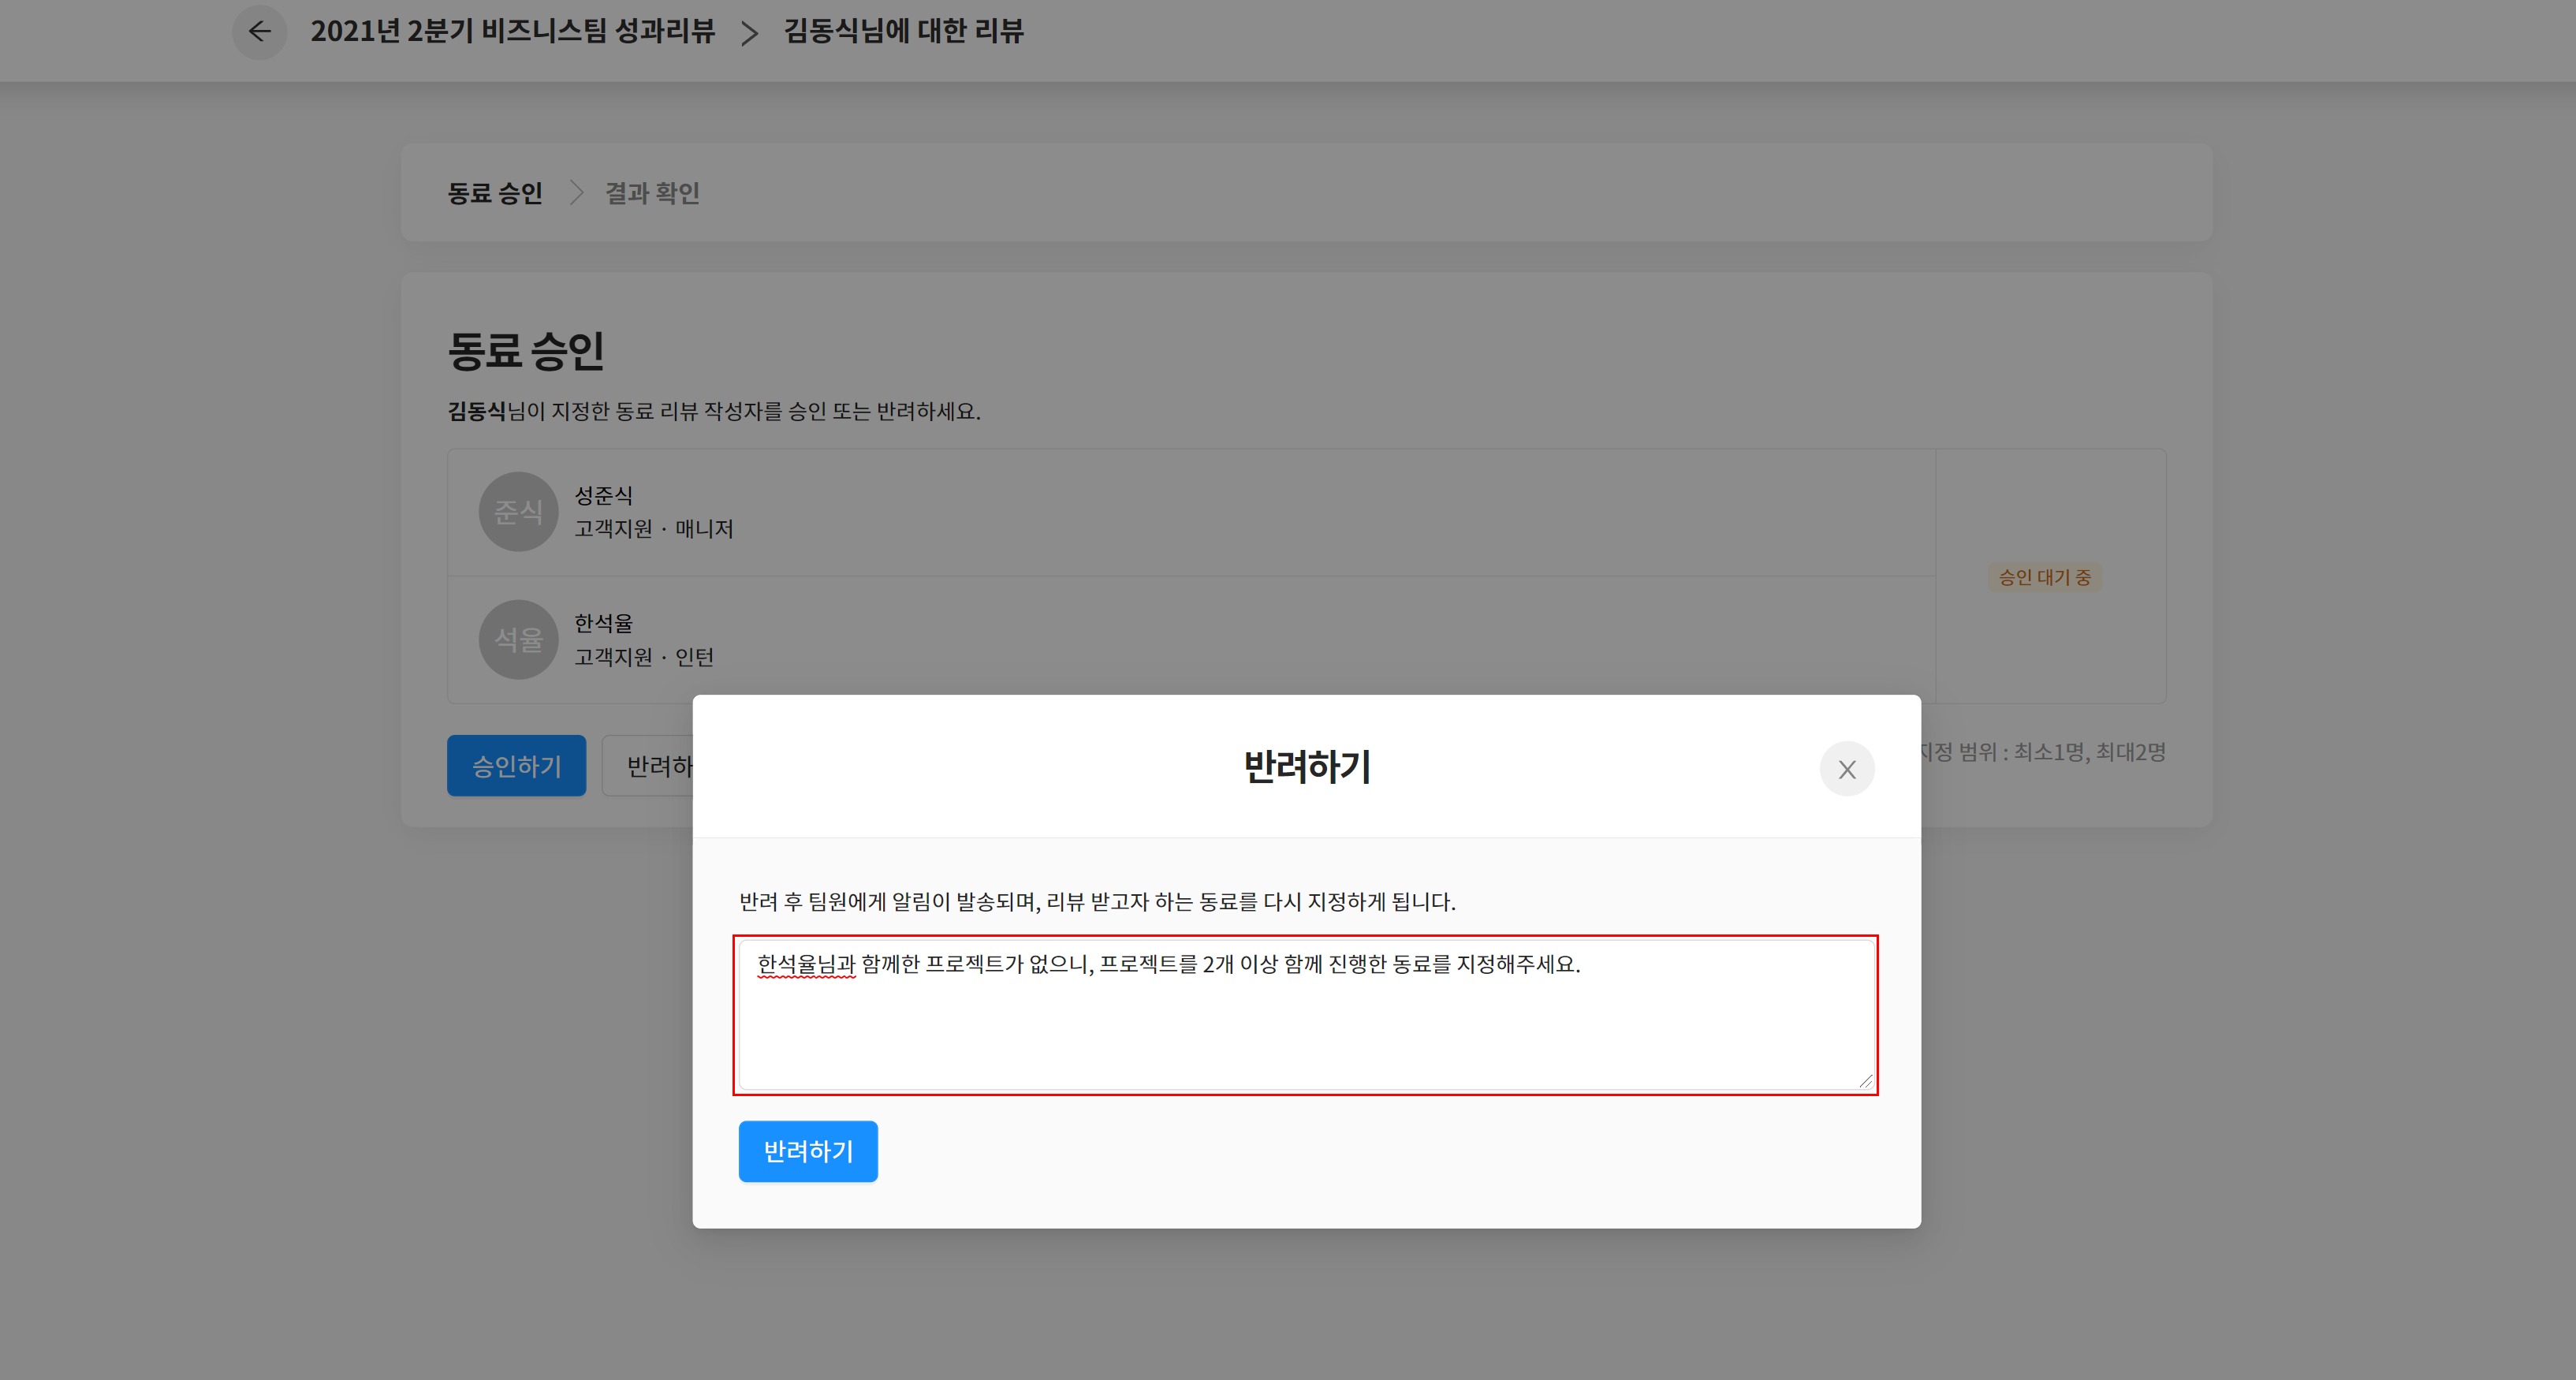 2021년 2분기 비즈니스팀 성과리뷰 > 김동식님에 대한 리뷰
동료 승인 > 결과 확인
동료 승인
김동식님이 지정한 동료 리뷰 작성자를 승인 또는 반려하세요.
준식
성준식
고객지원 · 매니저
승인 대기 중
석율
한석율
고객지원 · 인턴
승인하기
반려하
지정 범위 : 최소1명, 최대2명
반려하기
X
반려 후 팀원에게 알림이 발송되며, 리뷰 받고자 하는 동료를 다시 지정하게 됩니다.
한석율님과 함께한 프로젝트가 없으니, 프로젝트를 2개 이상 함께 진행한 동료를 지정해주세요.
반려하기